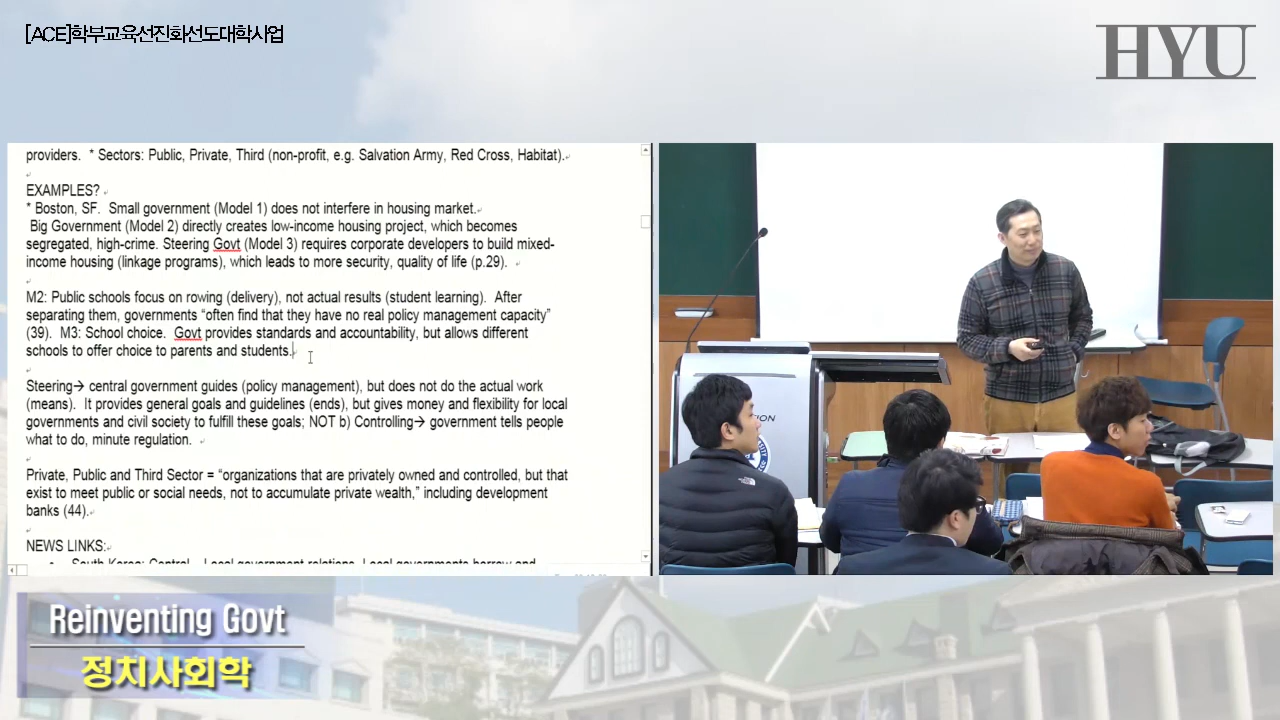 [ACE]학부교육선진화선도대학사업
HYU
providers. * Sectors: Public, Private, Third (non-profit, e.g. Salvation Army, Red Cross, Habitat).
EXAMPLES?
* Boston, SF. Small government (Model 1) does not interfere in housing market.
Big Government (Model 2) directly creates low-income housing project, which becomes
segregated, high-crime. Steering Govt (Model 3) requires corporate developers to build mixed-
income housing (linkage programs), which leads to more security, quality of life (p.29).
M2: Public schools focus on rowing (delivery), not actual results (student learning). After
separating them, governments “often find that they have no real policy management capacity”
(39). M3: School choice. Govt provides standards and accountability, but allows different
schools to offer choice to parents and students.
Steering→ central government guides (policy management), but does not do the actual work
(means). It provides general goals and guidelines (ends), but gives money and flexibility for local
governments and civil society to fulfill these goals; NOT b) Controlling→ government tells people
what to do, minute regulation.
Private, Public and Third Sector = “organizations that are privately owned and controlled, but that
exist to meet public or social needs, not to accumulate private wealth,” including development
banks (44).
NEWS LINKS:
Reinventing Govt
정치사회학